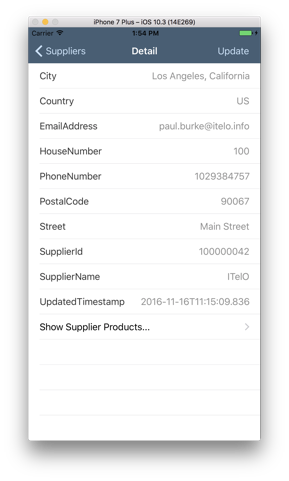 iPhone 7 Plus – iOS 10.3 (14E269)
Carrier 1:54 PM
Suppliers Detail Update
City Los Angeles, California
Country US
EmailAddress paul.burke@itelo.info
HouseNumber 100
PhoneNumber 1029384757
PostalCode 90067
Street Main Street
SupplierId 100000042
SupplierName ITelO
UpdatedTimestamp 2016-11-16T11:15:09.836
Show Supplier Products...